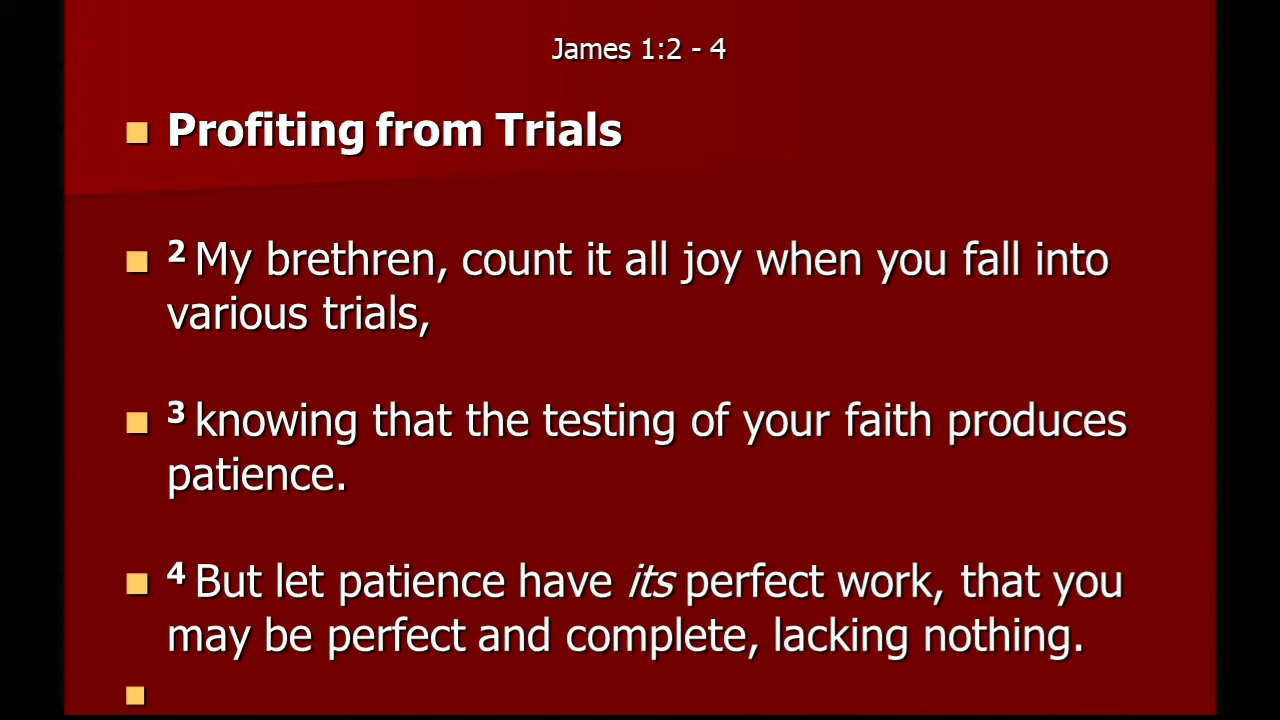 James 1:2 - 4
Profiting from Trials
2 My brethren, count it all joy when you fall into
various trials,
3 knowing that the testing of your faith produces
patience.
4 But let patience have its perfect work, that you
may be perfect and complete, lacking nothing.